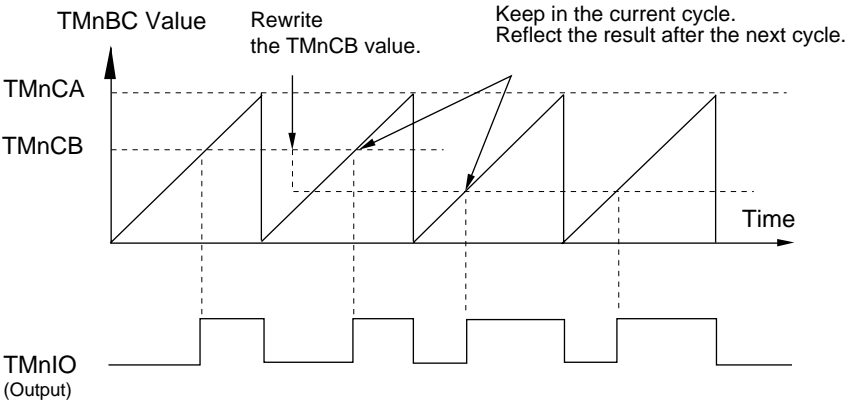 TMnBC Value
Rewrite
the TMnCB value.
Keep in the current cycle.
Reflect the result after the next cycle.
TMnCA
TMnCB
Time
TMnIO
(Output)